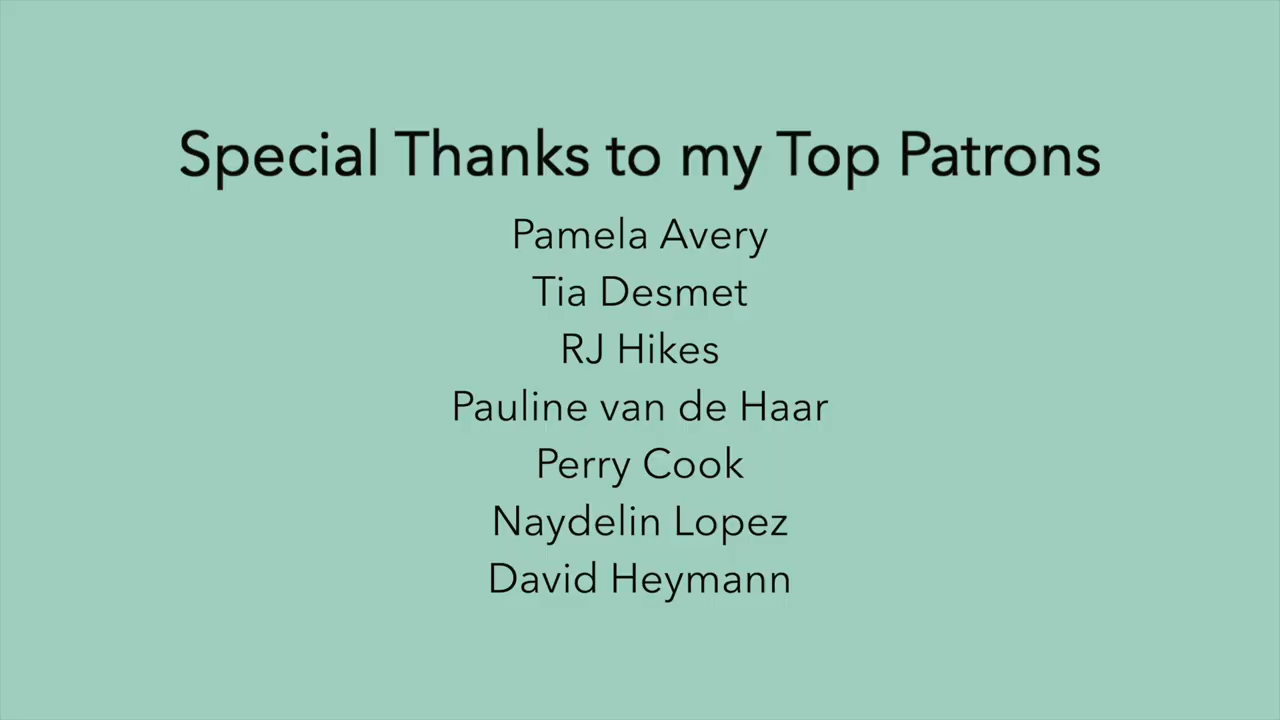 Special Thanks to my Top Patrons
Pamela Avery
Tia Desmet
RJ Hikes
Pauline van de Haar
Perry Cook
Naydelin Lopez
David Heymann